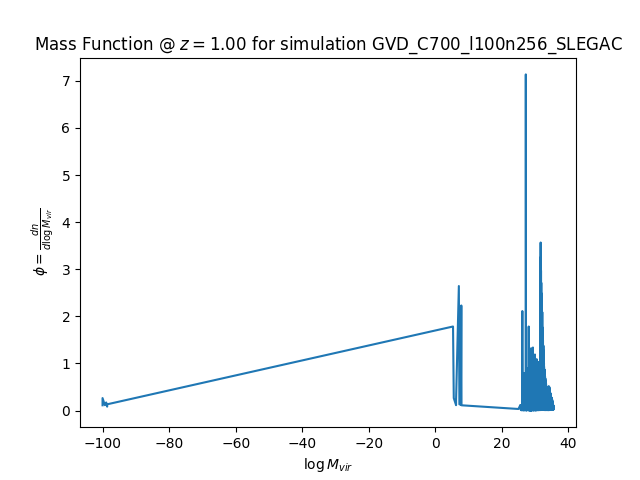 Mass Function @ z = 1.00 for simulation GVD_C700_l100n256_SLEGAC
7
6
5
4
3
2
1
0
ϕ = dn/dlog M_vir
−100 −80 −60 −40 −20 0 20 40
log M_vir